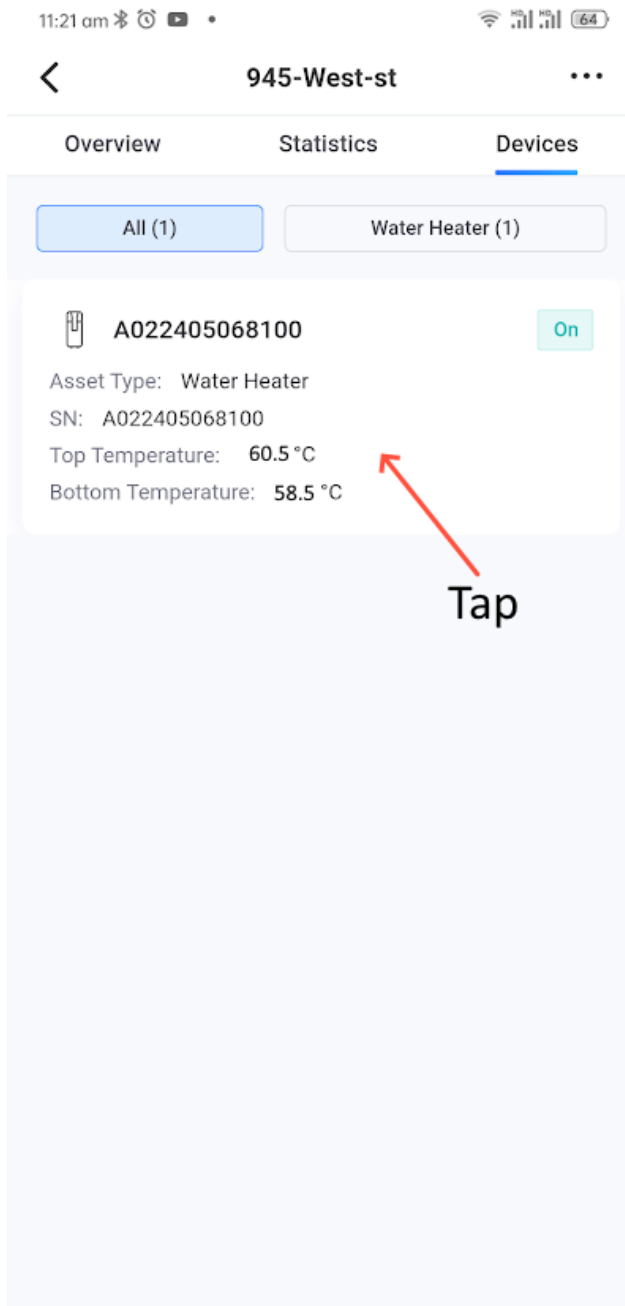 11:21 am
64
945-West-st
Overview Statistics Devices
All (1) Water Heater (1)
A022405068100 On
Asset Type: Water Heater
SN: A022405068100
Top Temperature: 60.5 °C
Bottom Temperature: 58.5 °C
Tap